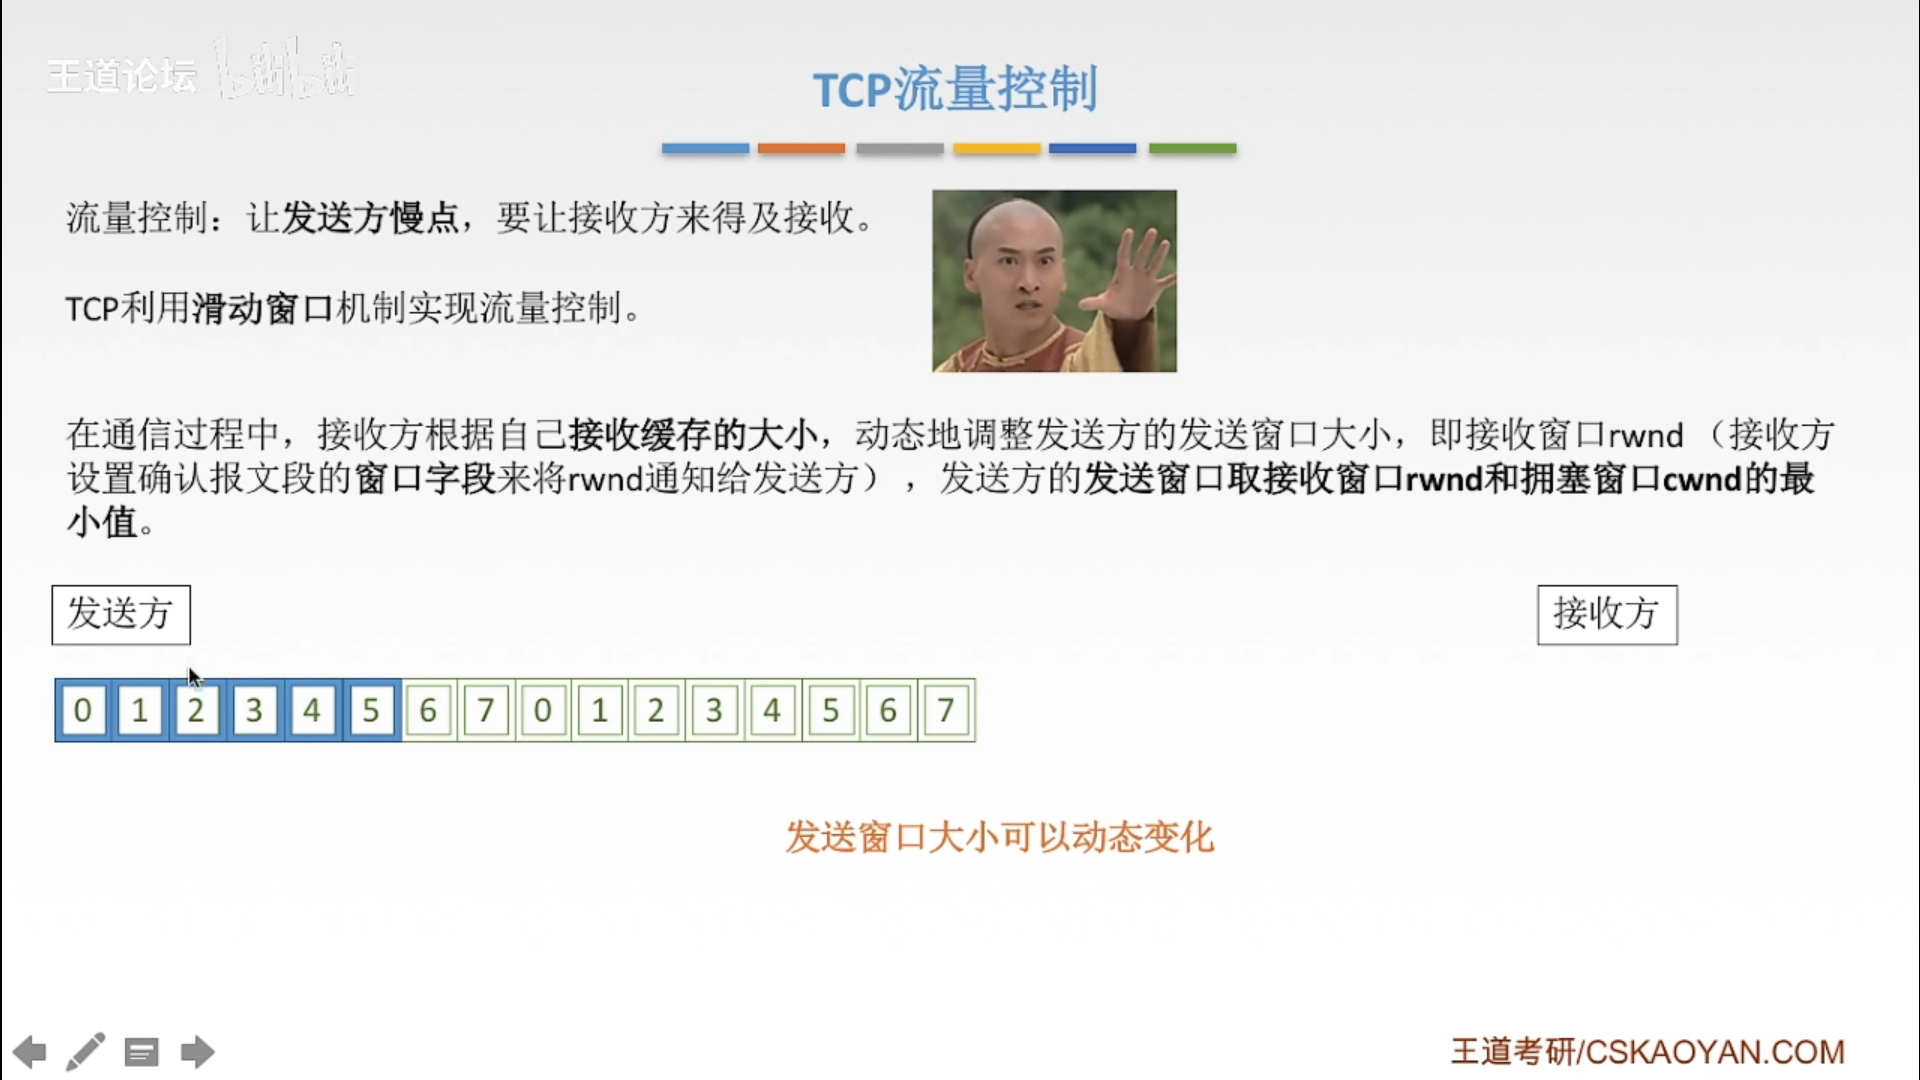 王道论坛 bilibili
TCP流量控制
流量控制：让发送方慢点，要让接收方来得及接收。
TCP利用滑动窗口机制实现流量控制。
在通信过程中，接收方根据自己接收缓存的大小，动态地调整发送方的发送窗口大小，即接收窗口rwnd（接收方
设置确认报文段的窗口字段来将rwnd通知给发送方），发送方的发送窗口取接收窗口rwnd和拥塞窗口cwnd的最
小值。
发送方 接收方
0 1 2 3 4 5 6 7 0 1 2 3 4 5 6 7
发送窗口大小可以动态变化
王道考研/CSKAOYAN.COM